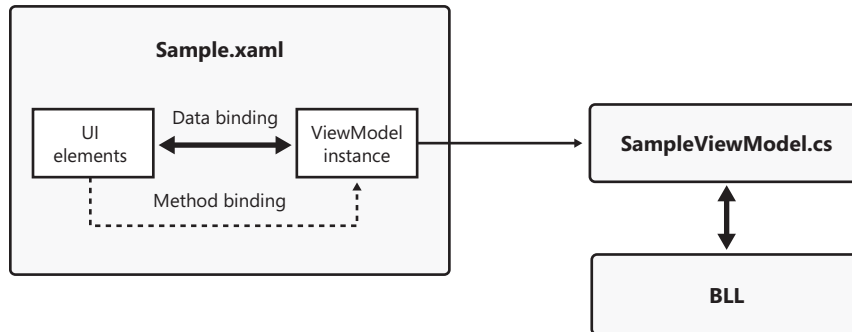 Sample.xaml
Data binding
UI
elements
ViewModel
instance
Method binding
SampleViewModel.cs
BLL